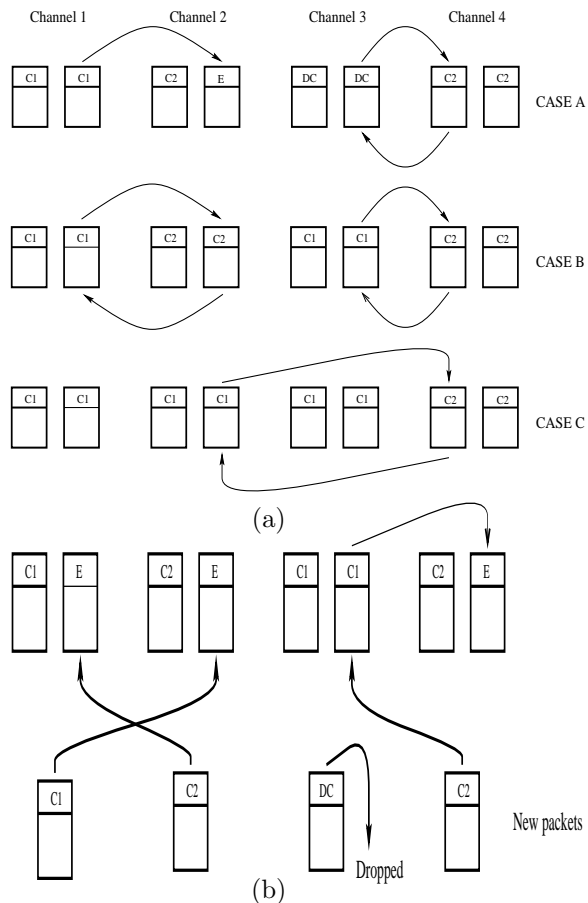 Channel 1 Channel 2 Channel 3 Channel 4
C1 C1 C2 E DC DC C2 C2
CASE A
C1 C1 C2 C2 C1 C1 C2 C2
CASE B
C1 C1 C1 C1 C1 C1 C2 C2
CASE C
(a)
C1 E C2 E C1 C1 C2 E
C1 C2 DC C2
New packets
Dropped
(b)